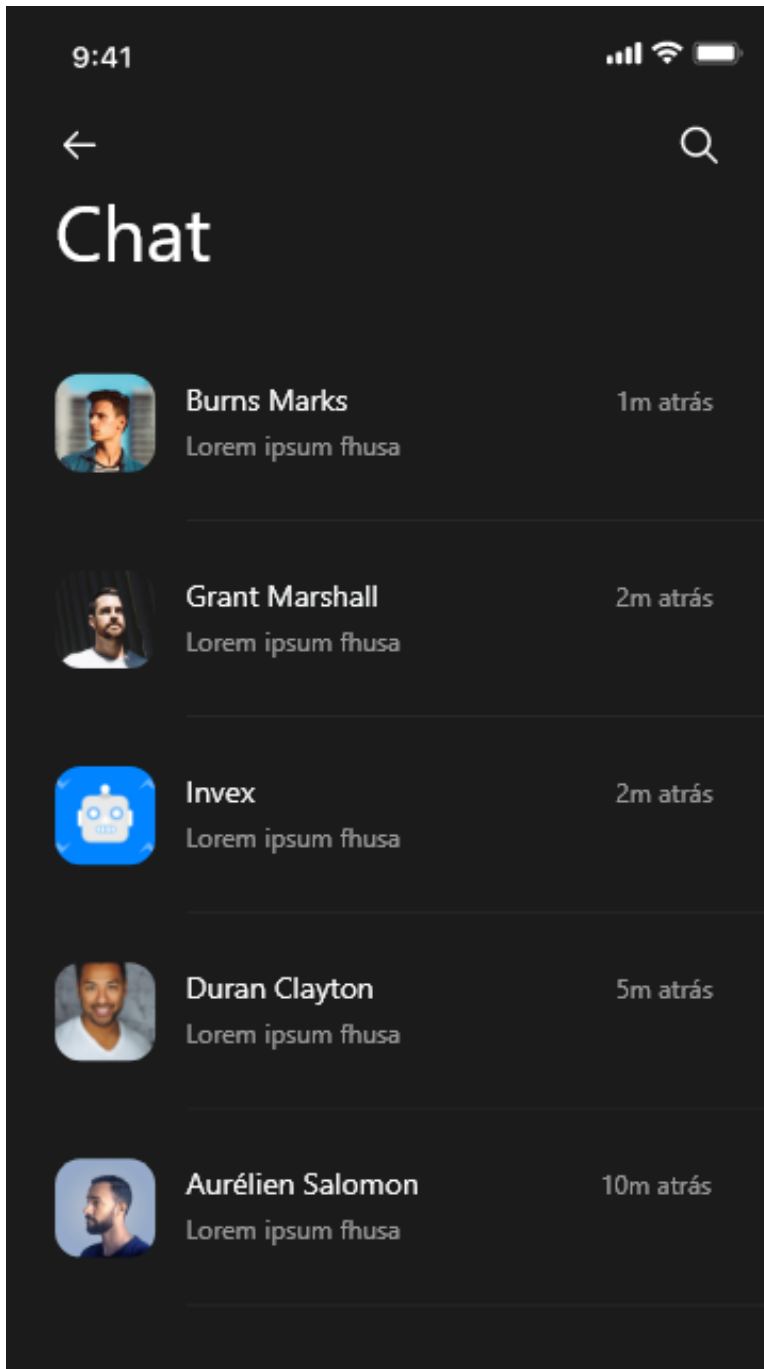 9:41
Chat
Burns Marks
1m atrás
Lorem ipsum fhusa
Grant Marshall
2m atrás
Lorem ipsum fhusa
Invex
2m atrás
Lorem ipsum fhusa
Duran Clayton
5m atrás
Lorem ipsum fhusa
Aurélien Salomon
10m atrás
Lorem ipsum fhusa